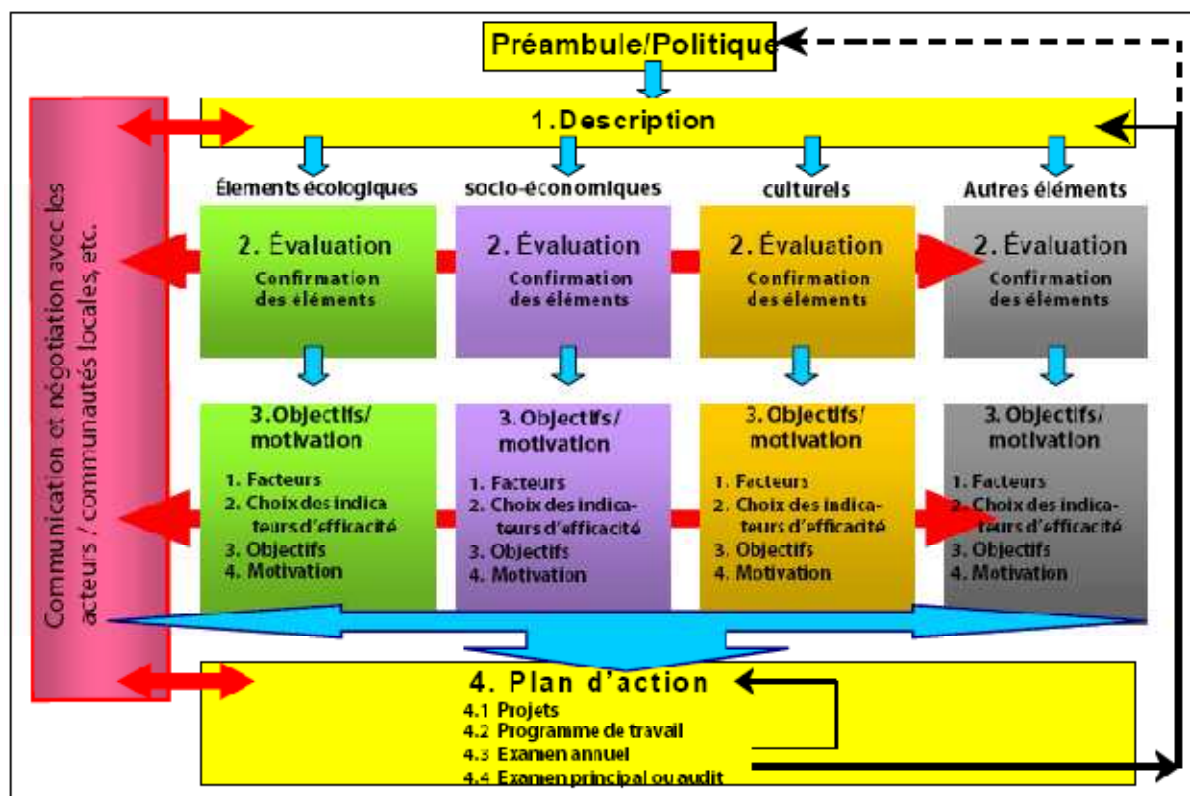 Préambule/Politique
1. Description
Communication et négotiation avec les
acteurs / communautés locales, etc.
Élements écologiques
socio-économiques
culturels
Autres éléments
2. Évaluation
Confirmation
des éléments
2. Évaluation
Confirmation
des éléments
2. Évaluation
Confirmation
des éléments
2. Évaluation
Confirmation
des éléments
3. Objectifs/
motivation
1. Facteurs
2. Choix des indica
teurs d'efficacité
3. Objectifs
4. Motivation
3. Objectifs/
motivation
1. Facteurs
2. Choix des indica-
teurs d'efficacité
3. Objectifs
4. Motivation
3. Objectifs/
motivation
1. Facteurs
2. Choix des indica-
teurs d'efficacité
3. Objectifs
4. Motivation
3. Objectifs/
motivation
1. Facteurs
2. Choix des indica-
teurs d'efficacité
3. Objectifs
4. Motivation
4. Plan d'action
4.1 Projets
4.2 Programme de travail
4.3 Examen annuel
4.4 Examen principal ou audit